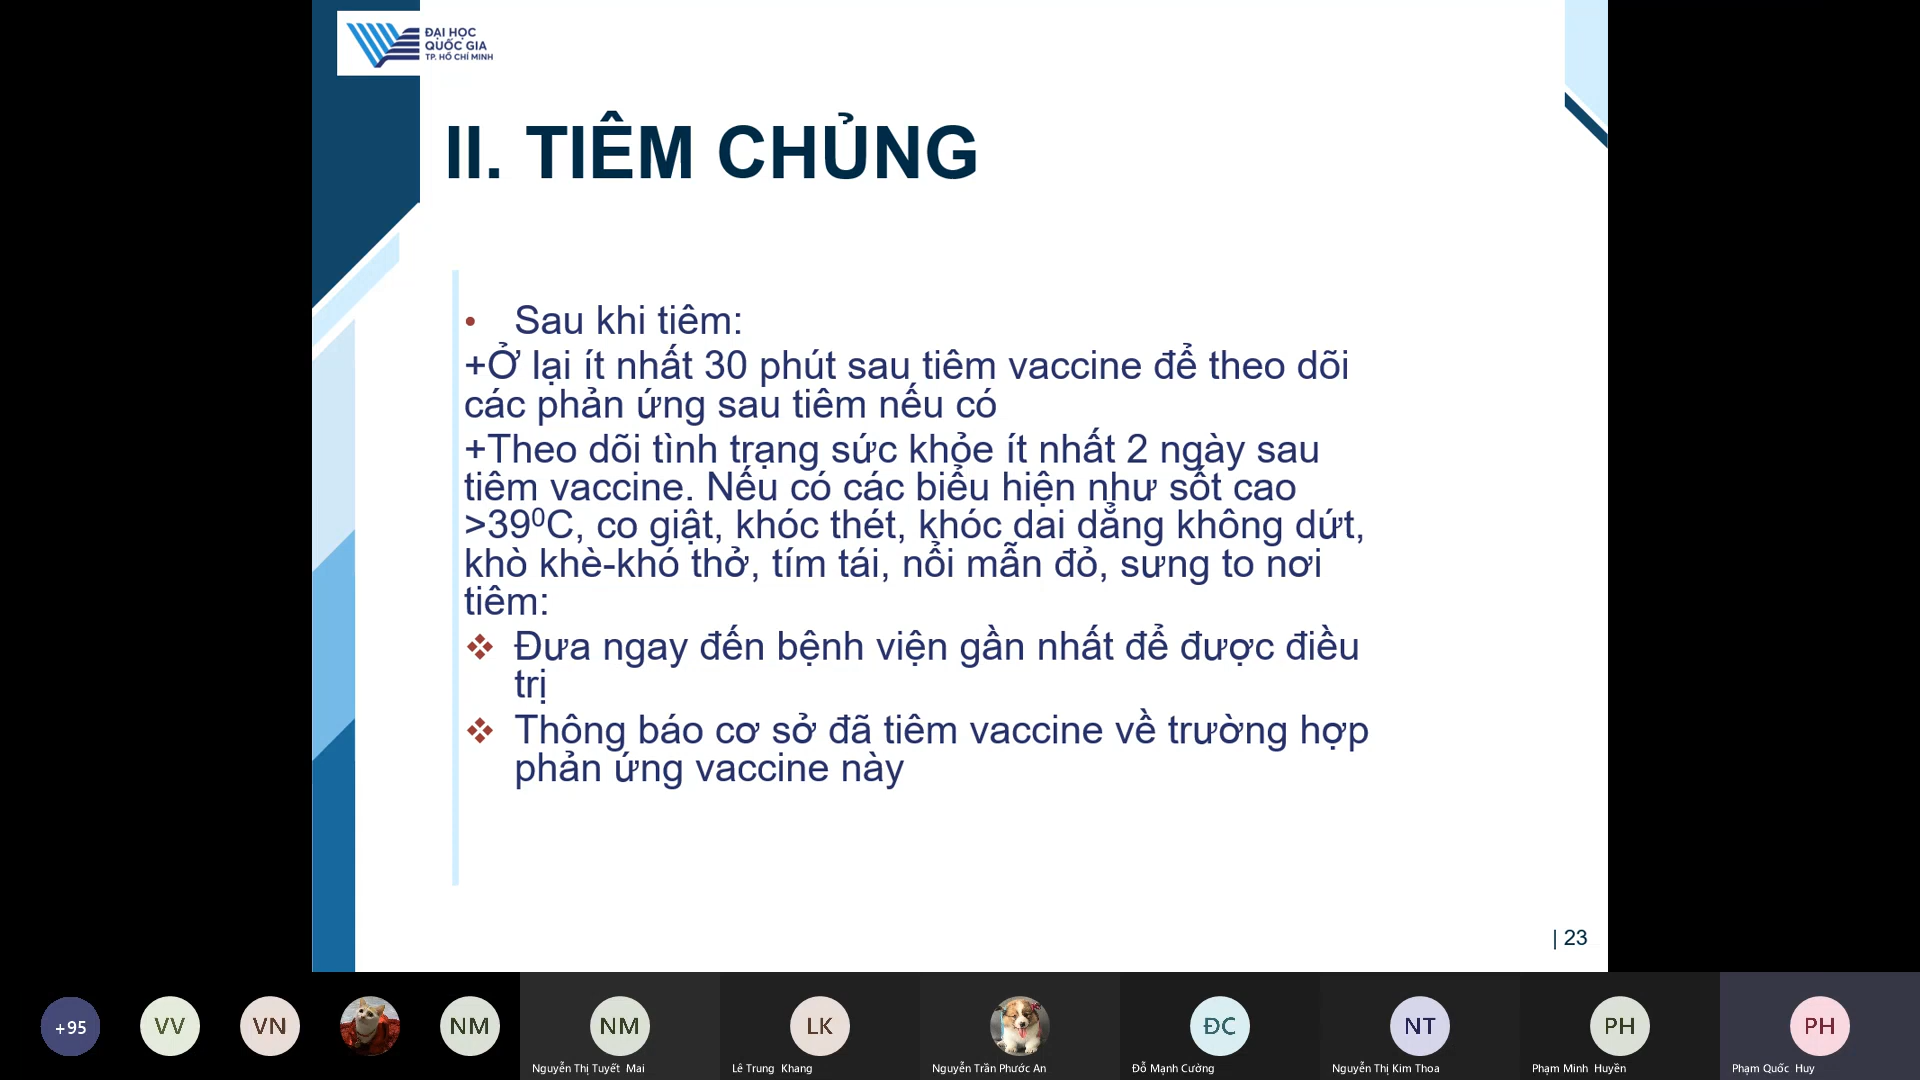 ĐẠI HỌC
QUỐC GIA
TP. HỒ CHÍ MINH
II. TIÊM CHỦNG
• Sau khi tiêm:
+Ở lại ít nhất 30 phút sau tiêm vaccine để theo dõi
các phản ứng sau tiêm nếu có
+Theo dõi tình trạng sức khỏe ít nhất 2 ngày sau
tiêm vaccine. Nếu có các biểu hiện như sốt cao
>39⁰C, co giật, khóc thét, khóc dai dẳng không dứt,
khò khè-khó thở, tím tái, nổi mẫn đỏ, sưng to nơi
tiêm:
❖ Đưa ngay đến bệnh viện gần nhất để được điều
trị
❖ Thông báo cơ sở đã tiêm vaccine về trường hợp
phản ứng vaccine này
| 23
+95
VV
VN
NM
NM
LK
ĐC
NT
PH
PH
Nguyễn Thị Tuyết Mai
Lê Trung Khang
Nguyễn Trần Phước An
Đỗ Mạnh Cường
Nguyễn Thị Kim Thoa
Phạm Minh Huyền
Phạm Quốc Huy